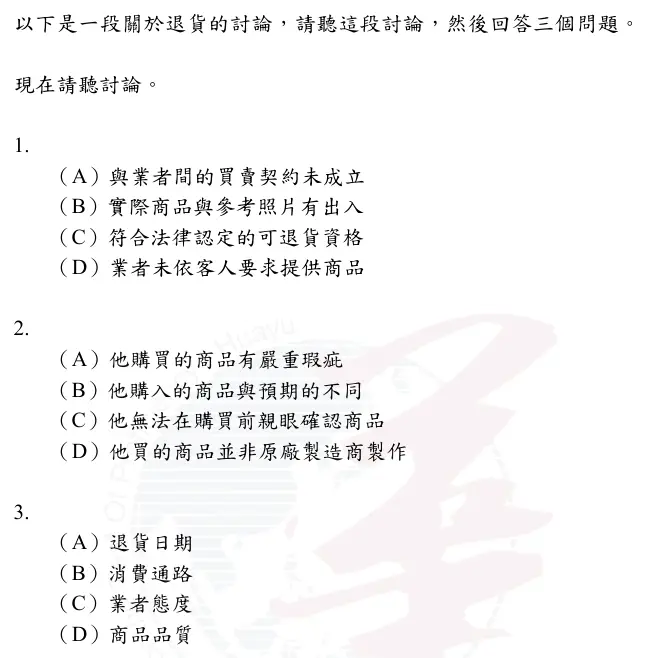 以下是一段關於退貨的討論，請聽這段討論，然後回答三個問題。
現在請聽討論。
1.
（A）與業者間的買賣契約未成立
（B）實際商品與參考照片有出入
（C）符合法律認定的可退貨資格
（D）業者未依客人要求提供商品
2.
（A）他購買的商品有嚴重瑕疵
（B）他購入的商品與預期的不同
（C）他無法在購買前親眼確認商品
（D）他買的商品並非原廠製造商製作
3.
（A）退貨日期
（B）消費通路
（C）業者態度
（D）商品品質